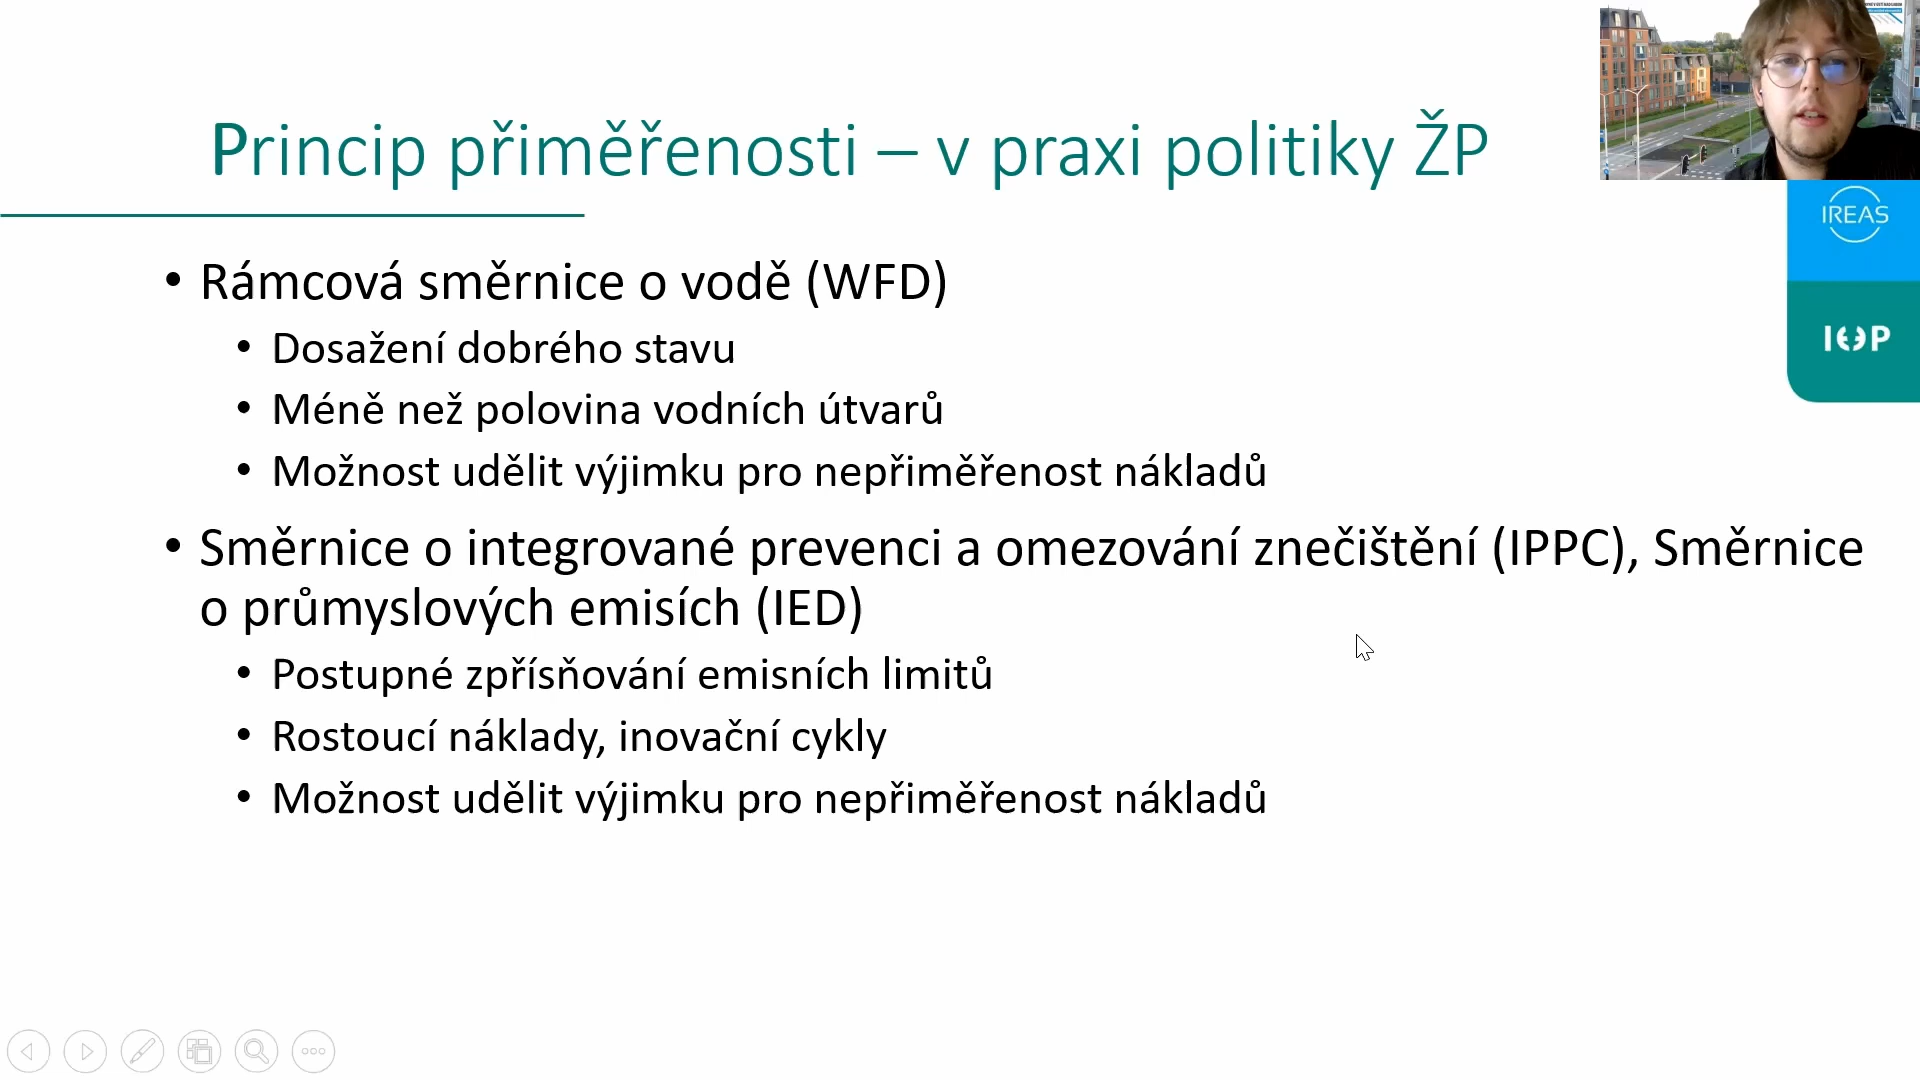 Princip přiměřenosti – v praxi politiky ŽP
IREAS
• Rámcová směrnice o vodě (WFD)
• Dosažení dobrého stavu
• Méně než polovina vodních útvarů
• Možnost udělit výjimku pro nepřiměřenost nákladů
• Směrnice o integrované prevenci a omezování znečištění (IPPC), Směrnice
o průmyslových emisích (IED)
• Postupné zpřísňování emisních limitů
• Rostoucí náklady, inovační cykly
• Možnost udělit výjimku pro nepřiměřenost nákladů